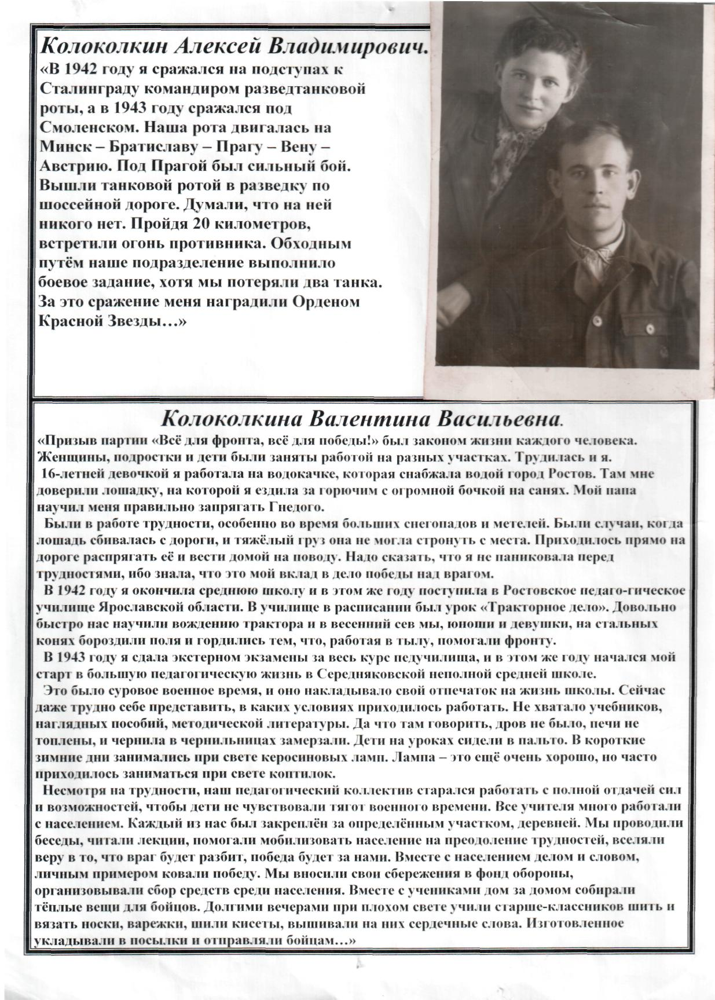 Колоколкин Алексей Владимирович.
«В 1942 году я сражался на подступах к
Сталинграду командиром разведтанковой
роты, а в 1943 году сражался под
Смоленском. Наша рота двигалась на
Минск – Братиславу – Прагу – Вену –
Австрию. Под Прагой был сильный бой.
Вышли танковой ротой в разведку по
шоссейной дороге. Думали, что на ней
никого нет. Пройдя 20 километров,
встретили огонь противника. Обходным
путём наше подразделение выполнило
боевое задание, хотя мы потеряли два танка.
За это сражение меня наградили Орденом
Красной Звезды…»
Колоколкина Валентина Васильевна.
«Призыв партии «Всё для фронта, всё для победы!» был законом жизни каждого человека.
Женщины, подростки и дети были заняты работой на разных участках. Трудилась и я.
16-летней девочкой я работала на водокачке, которая снабжала водой город Ростов. Там мне
доверили лошадку, на которой я ездила за горючим с огромной бочкой на санях. Мой папа
научил меня правильно запрягать Гнедого.
Были в работе трудности, особенно во время больших снегопадов и метелей. Были случаи, когда
лошадь сбивалась с дороги, и тяжёлый груз она не могла стронуть с места. Приходилось прямо на
дороге распрягать её и вести домой на поводу. Надо сказать, что я не паниковала перед
трудностями, ибо знала, что это мой вклад в дело победы над врагом.
В 1942 году я окончила среднюю школу и в этом же году поступила в Ростовское педаго-гическое
училище Ярославской области. В училище в расписании был урок «Тракторное дело». Довольно
быстро нас научили вождению трактора и в весенний сев мы, юноши и девушки, на стальных
конях бороздили поля и гордились тем, что, работая в тылу, помогали фронту.
В 1943 году я сдала экстерном экзамены за весь курс педучилища, и в этом же году начался мой
старт в большую педагогическую жизнь в Середняковской неполной средней школе.
Это было суровое военное время, и оно накладывало свой отпечаток на жизнь школы. Сейчас
даже трудно себе представить, в каких условиях приходилось работать. Не хватало учебников,
наглядных пособий, методической литературы. Да что там говорить, дров не было, печи не
топлены, и чернила в чернильницах замерзали. Дети на уроках сидели в пальто. В короткие
зимние дни занимались при свете керосиновых ламп. Лампа – это ещё очень хорошо, но часто
приходилось заниматься при свете коптилок.
Несмотря на трудности, наш педагогический коллектив старался работать с полной отдачей сил
и возможностей, чтобы дети не чувствовали тягот военного времени. Все учителя много работали
с населением. Каждый из нас был закреплён за определённым участком, деревней. Мы проводили
беседы, читали лекции, помогали мобилизовать население на преодоление трудностей, вселяли
веру в то, что враг будет разбит, победа будет за нами. Вместе с населением делом и словом,
личным примером ковали победу. Мы вносили свои сбережения в фонд обороны,
организовывали сбор средств среди населения. Вместе с учениками дом за домом собирали
тёплые вещи для бойцов. Долгими вечерами при плохом свете учили старше-классников шить и
вязать носки, варежки, шили кисеты, вышивали на них сердечные слова. Изготовленное
укладывали в посылки и отправляли бойцам…»